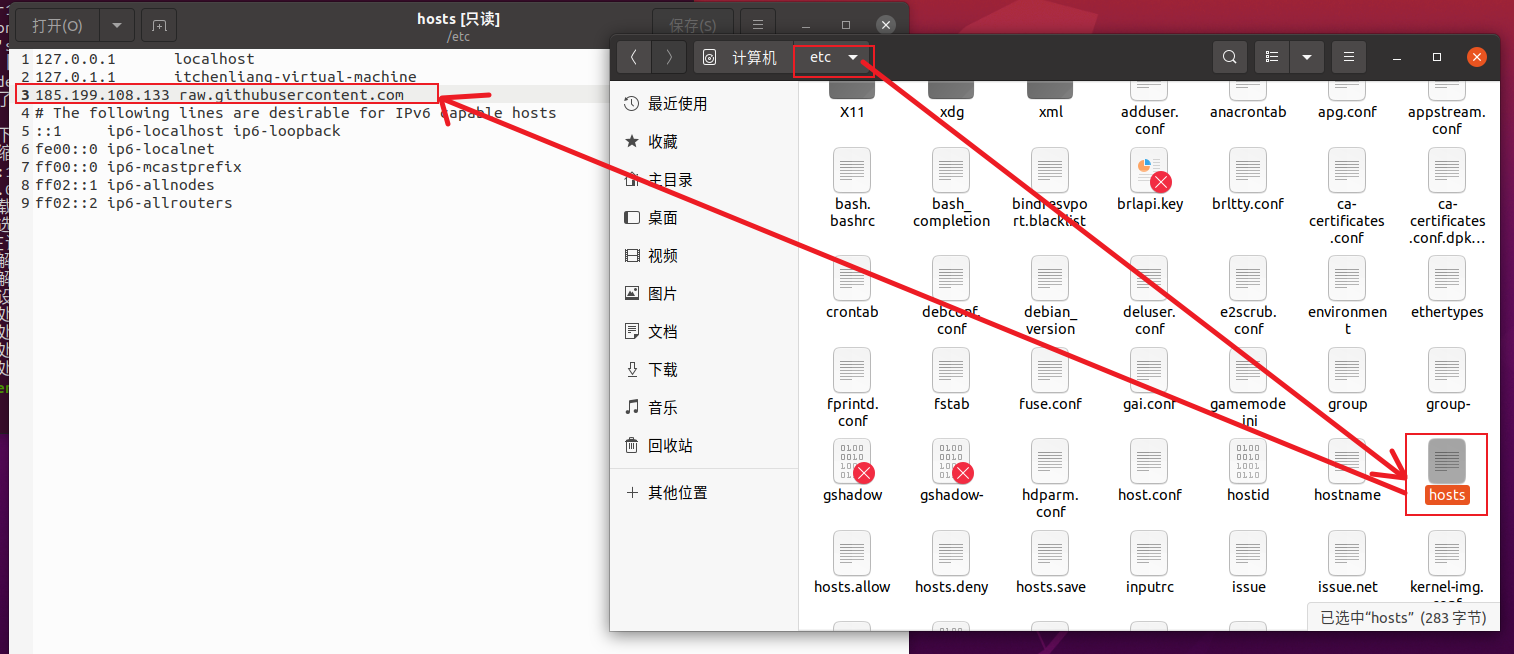 打开(O)
hosts [只读]
/etc
保存(S)
1 127.0.0.1 localhost
2 127.0.1.1 itchenliang-virtual-machine
3 185.199.108.133 raw.githubusercontent.com
4 # The following lines are desirable for IPv6 capable hosts
5 ::1 ip6-localhost ip6-loopback
6 fe00::0 ip6-localnet
7 ff00::0 ip6-mcastprefix
8 ff02::1 ip6-allnodes
9 ff02::2 ip6-allrouters
计算机 etc
最近使用
收藏
主目录
桌面
视频
图片
文档
下载
音乐
回收站
其他位置
X11
xdg
xml
adduser.
conf
anacrontab
apg.conf
appstream.
conf
bash.
bashrc
bash_
completion
bindresvpo
rt.blacklist
brlapi.key
brltty.conf
ca-
certificates
.conf
ca-
certificates
.conf.dpk...
crontab
debconf.
conf
debian_
version
deluser.
conf
e2scrub.
conf
environmen
t
ethertypes
fprintd.
conf
fstab
fuse.conf
gai.conf
gamemode
.ini
group
group-
gshadow
gshadow-
hdparm.
conf
host.conf
hostid
hostname
hosts
hosts.allow
hosts.deny
hosts.save
inputrc
issue
issue.net
kernel-img.
conf
已选中“hosts” (283 字节)